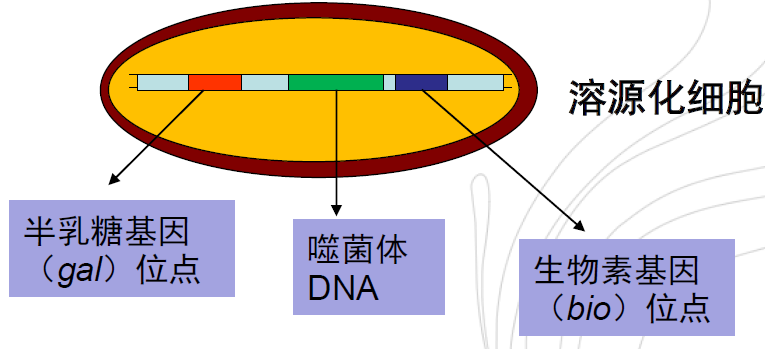 溶源化细胞
半乳糖基因
（gal）位点
噬菌体
DNA
生物素基因
（bio）位点